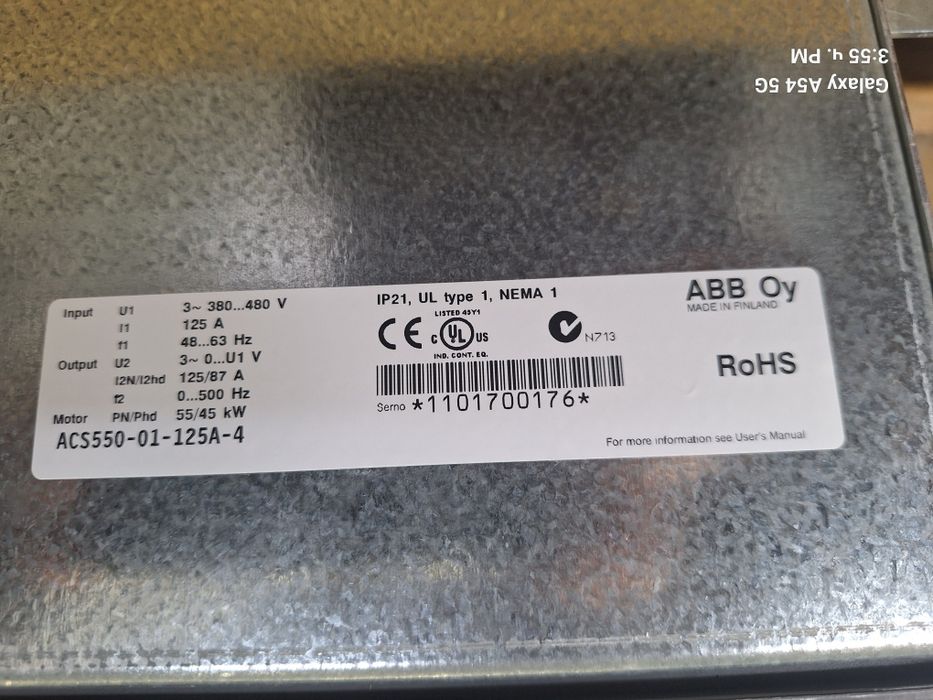 Input U1 3~ 380...480 V
I1 125 A
f1 48...63 Hz
Output U2 3~ 0...U1 V
I2N/I2hd 125/87 A
f2 0...500 Hz
Motor PN/Phd 55/45 kW
ACS550-01-125A-4
IP21, UL type 1, NEMA 1
LISTED 45Y1
CE c UL US
IND. CONT. EQ.
N713
Serno *1101700176*
ABB Oy
MADE IN FINLAND
RoHS
For more information see User's Manual
Galaxy A54 5G
3:55 ч. PM